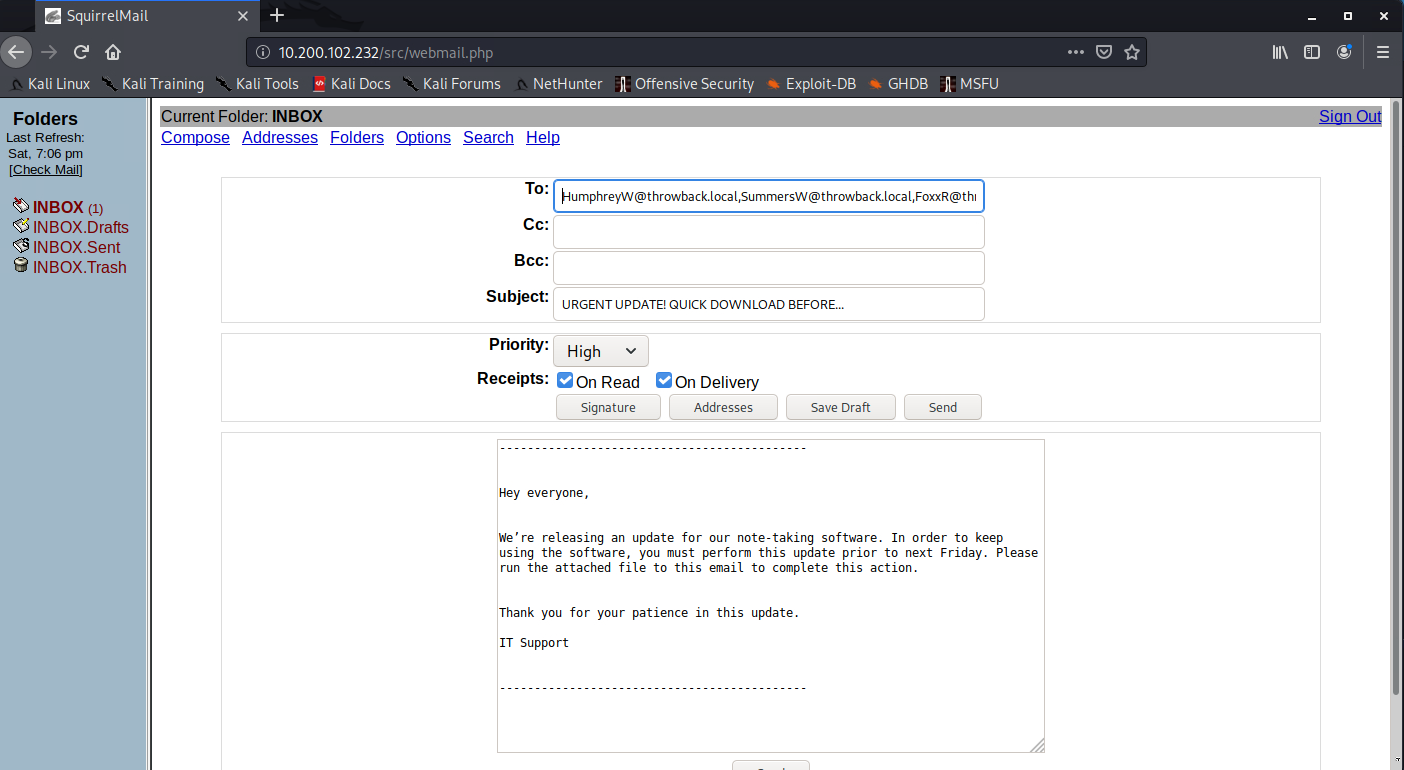 SquirrelMail
10.200.102.232/src/webmail.php
Kali Linux Kali Training Kali Tools Kali Docs Kali Forums NetHunter Offensive Security Exploit-DB GHDB MSFU
Folders
Last Refresh:
Sat, 7:06 pm
[Check Mail]
INBOX (1)
INBOX.Drafts
INBOX.Sent
INBOX.Trash
Current Folder: INBOX Sign Out
Compose Addresses Folders Options Search Help
To: HumphreyW@throwback.local,SummersW@throwback.local,FoxxR@thr
Cc:
Bcc:
Subject: URGENT UPDATE! QUICK DOWNLOAD BEFORE...
Priority: High
Receipts: On Read On Delivery
Signature Addresses Save Draft Send
--------------------------------------------
Hey everyone,
We’re releasing an update for our note-taking software. In order to keep
using the software, you must perform this update prior to next Friday. Please
run the attached file to this email to complete this action.
Thank you for your patience in this update.
IT Support
--------------------------------------------